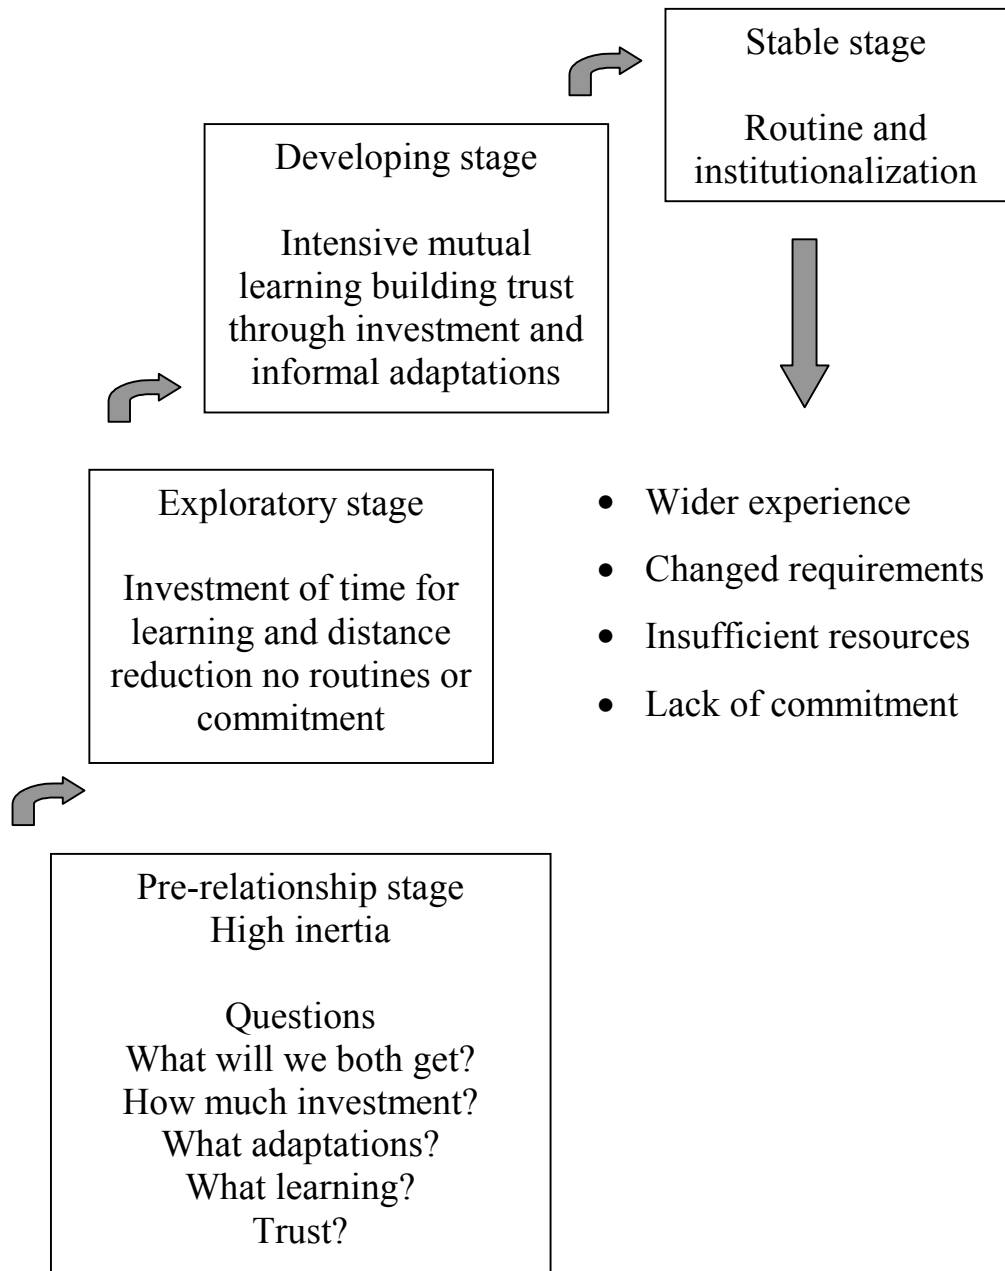 Stable stage
Routine and
institutionalization
Developing stage
Intensive mutual
learning building trust
through investment and
informal adaptations
Exploratory stage
Investment of time for
learning and distance
reduction no routines or
commitment
• Wider experience
• Changed requirements
• Insufficient resources
• Lack of commitment
Pre-relationship stage
High inertia
Questions
What will we both get?
How much investment?
What adaptations?
What learning?
Trust?